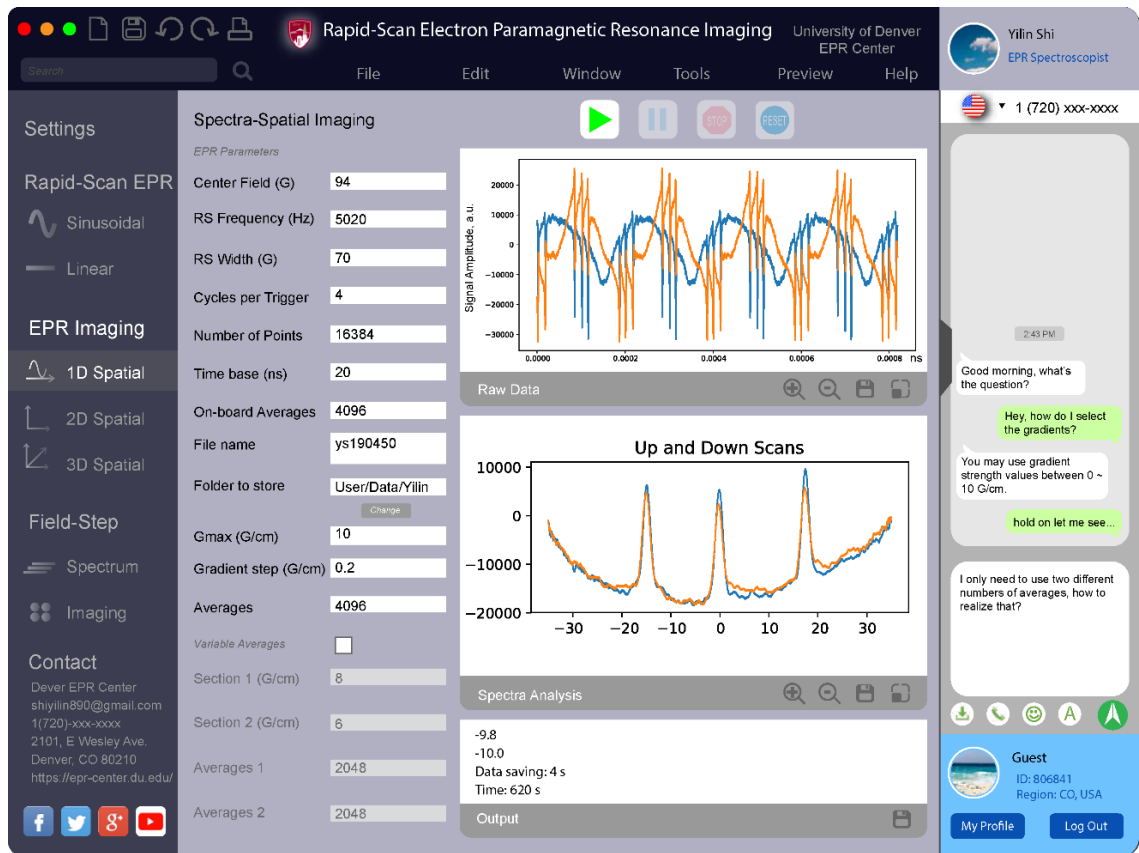 Rapid-Scan Electron Paramagnetic Resonance Imaging
University of Denver
EPR Center
Search
File Edit Window Tools Preview Help
Yilin Shi
EPR Spectroscopist
1 (720) xxx-xxxx
Settings
Rapid-Scan EPR
Sinusoidal
Linear
EPR Imaging
1D Spatial
2D Spatial
3D Spatial
Field-Step
Spectrum
Imaging
Contact
Dever EPR Center
shiyilin890@gmail.com
1(720)-xxx-xxxx
2101, E Wesley Ave.
Denver, CO 80210
https://epr-center.du.edu/
f
g+
Spectra-Spatial Imaging
EPR Parameters
Center Field (G) 94
RS Frequency (Hz) 5020
RS Width (G) 70
Cycles per Trigger 4
Number of Points 16384
Time base (ns) 20
On-board Averages 4096
File name ys190450
Folder to store User/Data/Yilin
Change
Gmax (G/cm) 10
Gradient step (G/cm) 0.2
Averages 4096
Variable Averages
Section 1 (G/cm) 8
Section 2 (G/cm) 6
Averages 1 2048
Averages 2 2048
STOP
RESET
Signal Amplitude, a.u.
20000
10000
0
−10000
−20000
−30000
0.0000 0.0002 0.0004 0.0006 0.0008 ns
Raw Data
Up and Down Scans
10000
0
−10000
−20000
−30 −20 −10 0 10 20 30
Spectra Analysis
-9.8
-10.0
Data saving: 4 s
Time: 620 s
Output
2:43 PM
Good morning, what's
the question?
Hey, how do I select
the gradients?
You may use gradient
strength values between 0 ~
10 G/cm.
hold on let me see...
I only need to use two different
numbers of averages, how to
realize that?
A
Guest
ID: 806841
Region: CO, USA
My Profile
Log Out